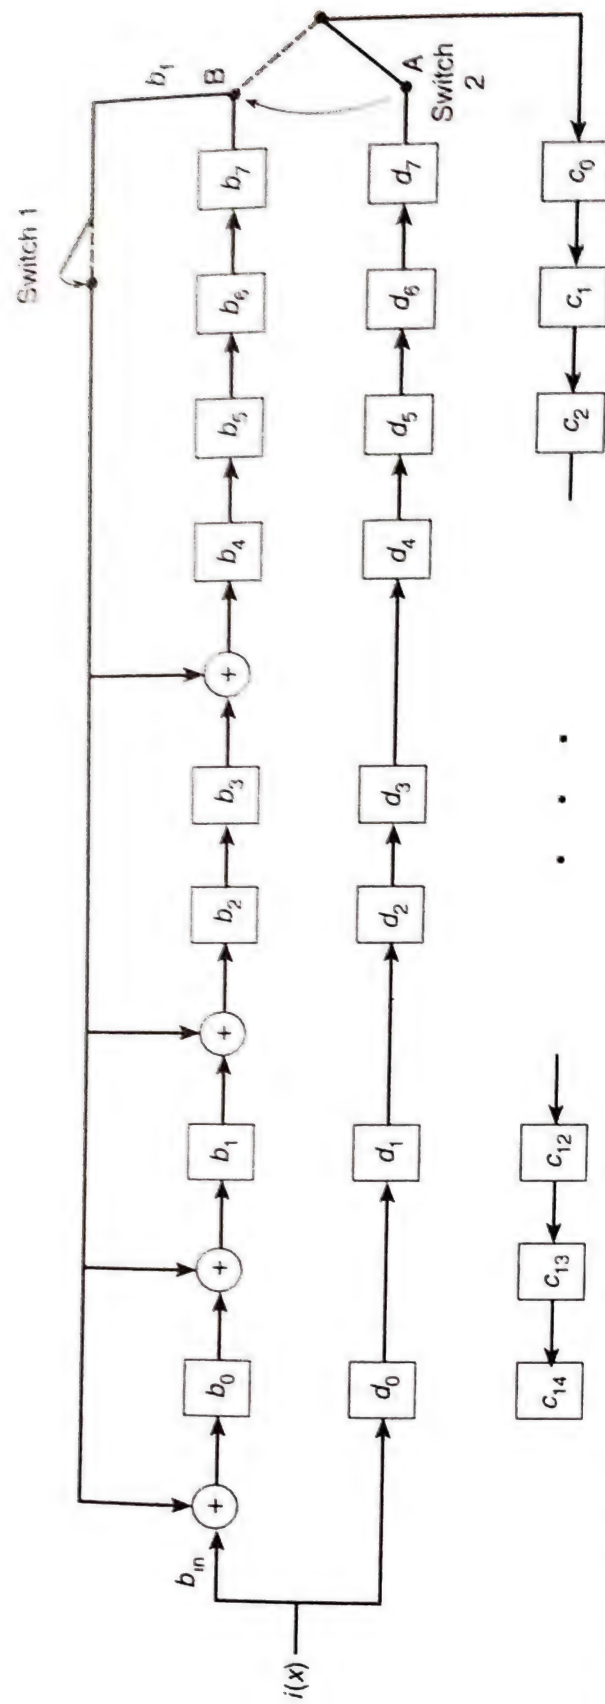 Switch 1
b₁
B
A
Switch
2
b₀ b₁ b₂ b₃ b₄ b₅ b₆ b₇
+ + + +
bᵢₙ
i(x)
d₀ d₁ d₂ d₃ d₄ d₅ d₆ d₇
c₁₂ c₂ c₁ c₀
c₁₃
c₁₄